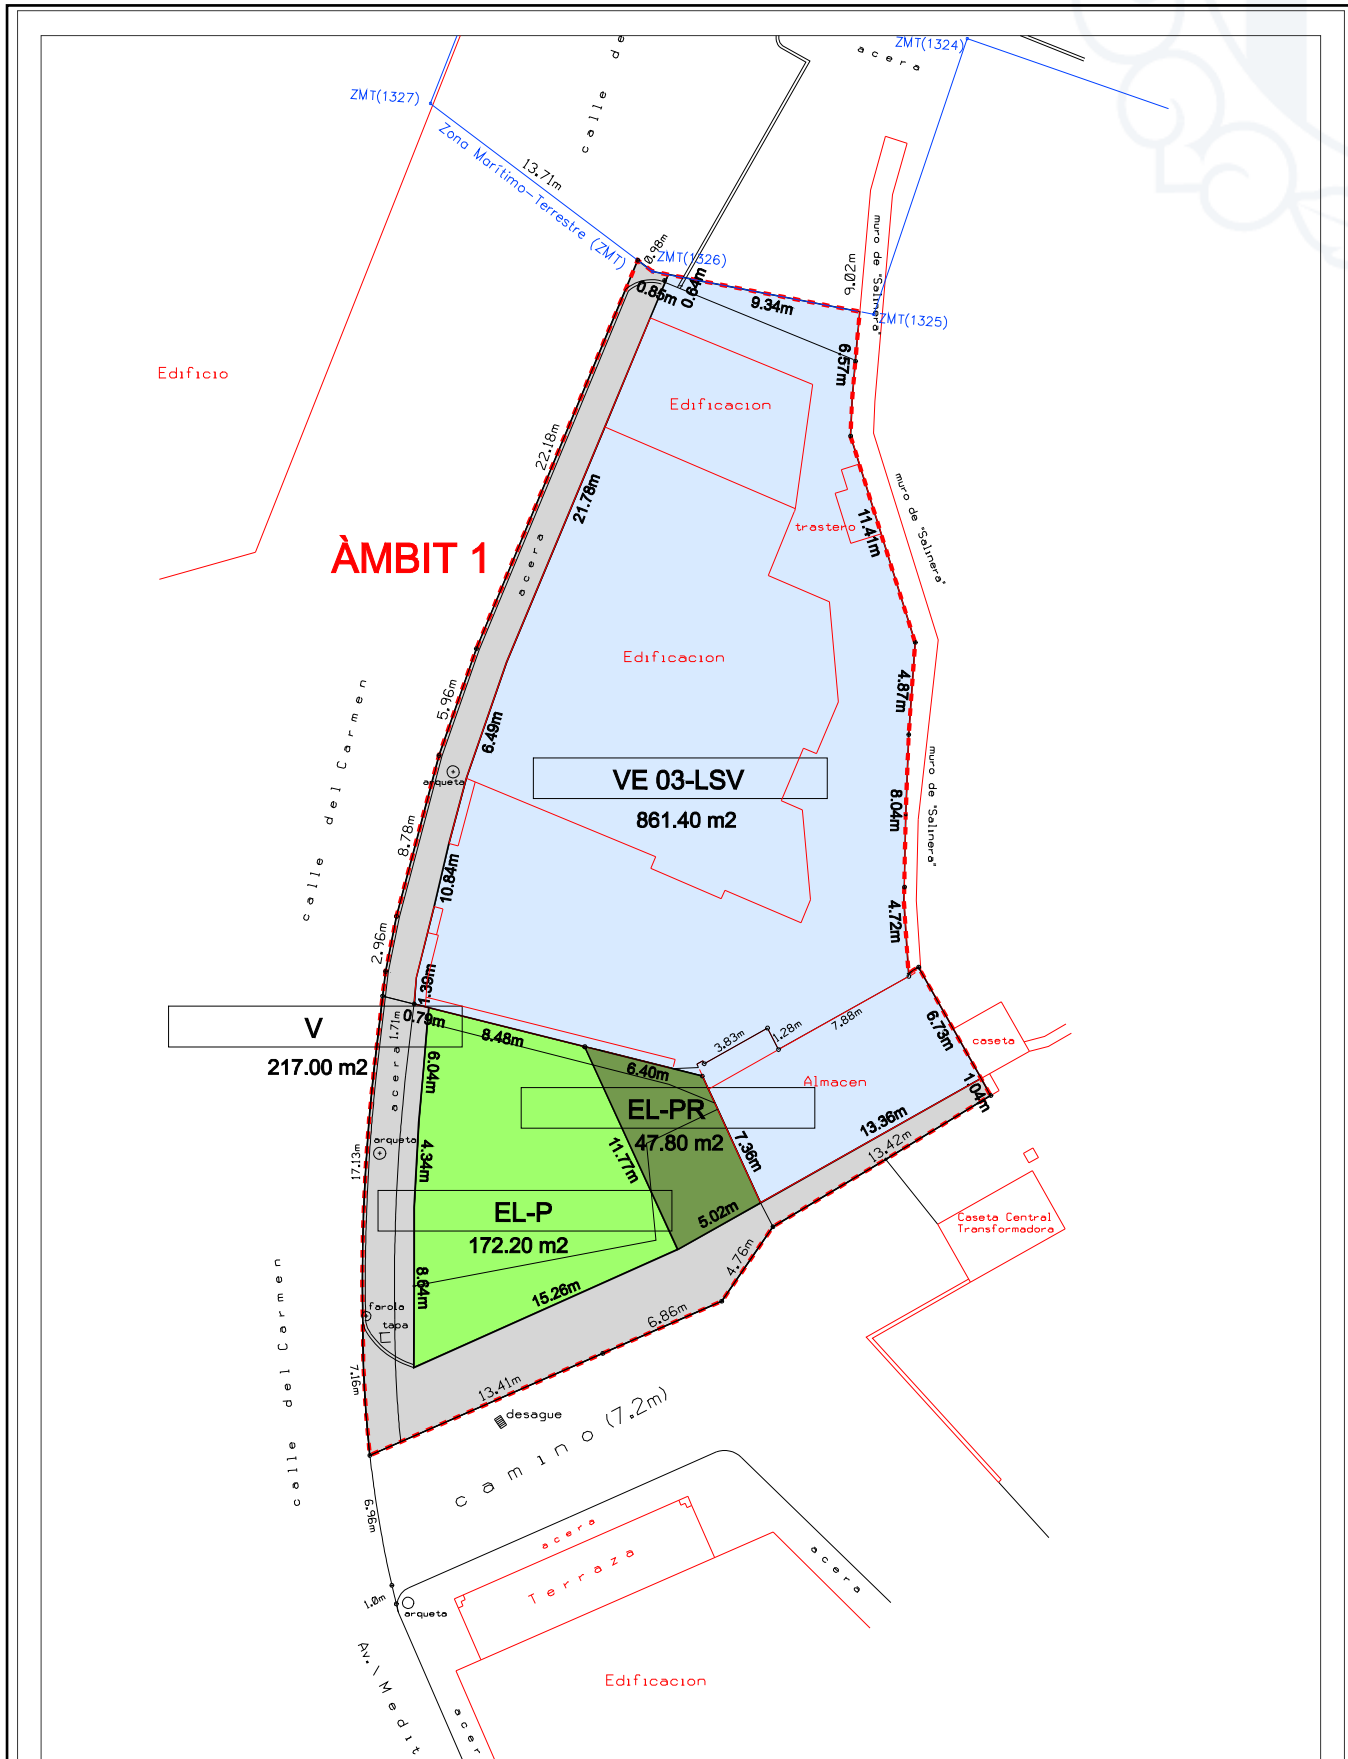 calle de
acera
ZMT(1324)
ZMT(1327)
Zona Marítimo-Terrestre (ZMT)
13.71m
0.98m
ZMT(1326)
0.85m
0.64m
9.34m
9.02m
muro de "Salinera"
ZMT(1325)
6.57m
Edificio
Edificacion
22.18m
21.78m
trastero
11.41m
muro de "Salinera"
ÀMBIT 1
acera
Edificacion
calle del Carmen
5.96m
6.49m
4.87m
arqueta
VE 03-LSV
861.40 m2
8.04m
muro de "Salinera"
8.78m
10.84m
4.72m
2.96m
1.39m
V
217.00 m2
0.79m
acera 1.71m
8.48m
6.04m
6.40m
3.83m
1.28m
7.88m
6.73m
caseta
Almacen
1.04m
EL-PR
47.80 m2
13.36m
13.42m
7.36m
arqueta
17.13m
4.34m
11.77m
EL-P
172.20 m2
5.02m
4.76m
Caseta Central
Transformadora
8.64m
15.26m
farola
tapa
6.86m
calle del Carmen
7.16m
13.41m
desague
camino (7.2m)
6.96m
acera
Terraza
acera
1.0m
arqueta
Av. \ Medit
acer
Edificacion